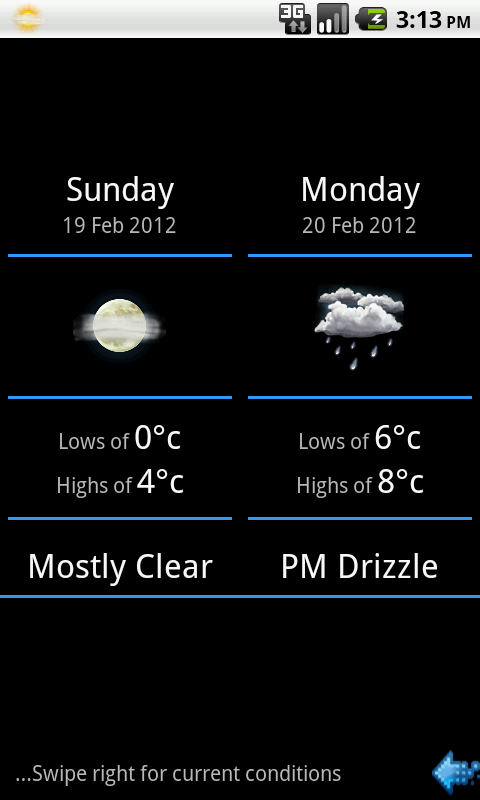 3G 3:13 PM
Sunday
19 Feb 2012
Lows of 0°c
Highs of 4°c
Mostly Clear
Monday
20 Feb 2012
Lows of 6°c
Highs of 8°c
PM Drizzle
...Swipe right for current conditions